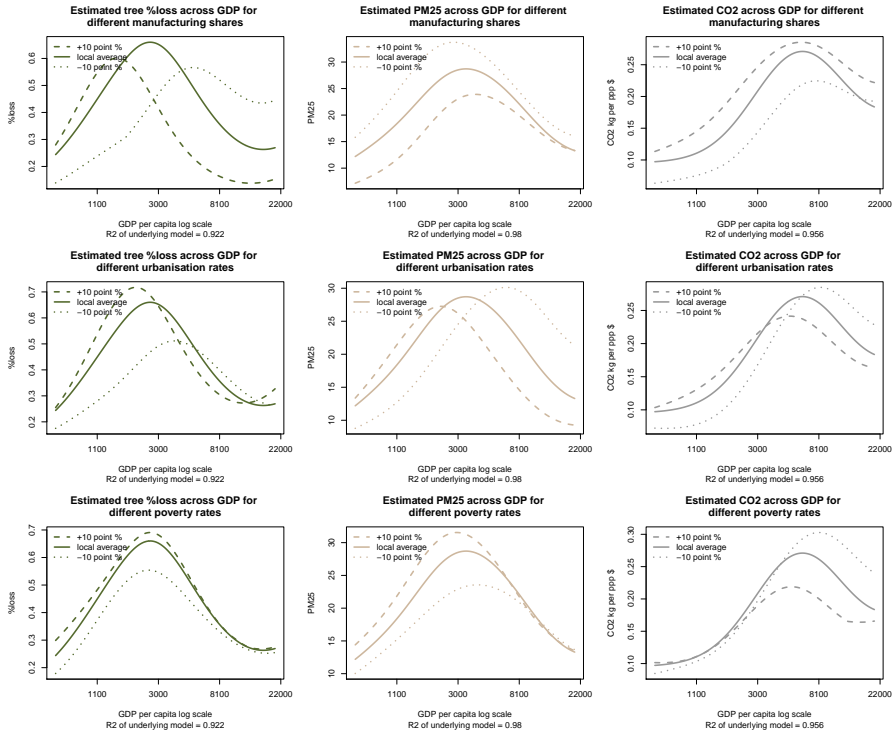 Estimated tree %loss across GDP for
different manufacturing shares
%loss
0.2
0.3
0.4
0.5
0.6
+10 point %
local average
−10 point %
1100
3000
8100
22000
GDP per capita log scale
R2 of underlying model = 0.922
Estimated PM25 across GDP for different
manufacturing shares
PM25
10
15
20
25
30
+10 point %
local average
−10 point %
1100
3000
8100
22000
GDP per capita log scale
R2 of underlying model = 0.98
Estimated CO2 across GDP for different
manufacturing shares
CO2 kg per ppp $
0.10
0.15
0.20
0.25
+10 point %
local average
−10 point %
1100
3000
8100
22000
GDP per capita log scale
R2 of underlying model = 0.956
Estimated tree %loss across GDP for
different urbanisation rates
%loss
0.2
0.3
0.4
0.5
0.6
0.7
+10 point %
local average
−10 point %
1100
3000
8100
22000
GDP per capita log scale
R2 of underlying model = 0.922
Estimated PM25 across GDP for
different urbanisation rates
PM25
10
15
20
25
30
+10 point %
local average
−10 point %
1100
3000
8100
22000
GDP per capita log scale
R2 of underlying model = 0.98
Estimated CO2 across GDP for
different urbanisation rates
CO2 kg per ppp $
0.10
0.15
0.20
0.25
+10 point %
local average
−10 point %
1100
3000
8100
22000
GDP per capita log scale
R2 of underlying model = 0.956
Estimated tree %loss across GDP for
different poverty rates
%loss
0.2
0.3
0.4
0.5
0.6
0.7
+10 point %
local average
−10 point %
1100
3000
8100
22000
GDP per capita log scale
R2 of underlying model = 0.922
Estimated PM25 across GDP for
different poverty rates
PM25
10
15
20
25
30
+10 point %
local average
−10 point %
1100
3000
8100
22000
GDP per capita log scale
R2 of underlying model = 0.98
Estimated CO2 across GDP for
different poverty rates
CO2 kg per ppp $
0.10
0.15
0.20
0.25
0.30
+10 point %
local average
−10 point %
1100
3000
8100
22000
GDP per capita log scale
R2 of underlying model = 0.956